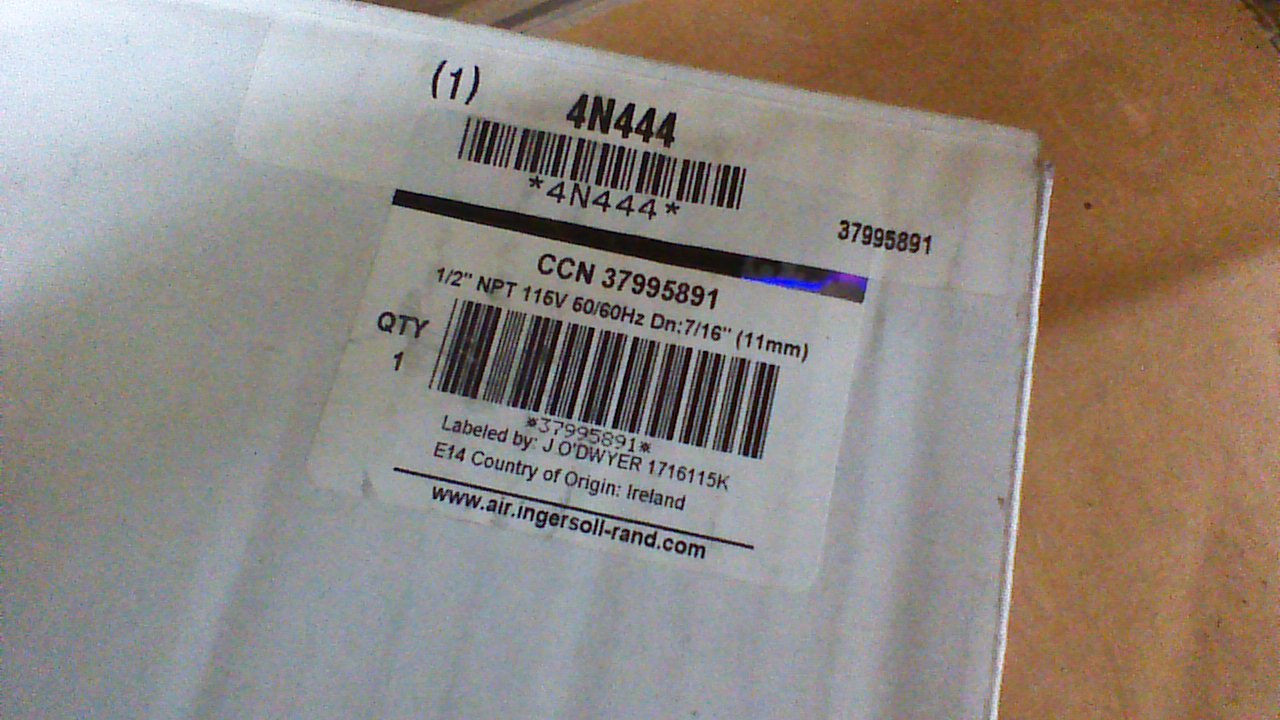 (1)
4N444
*4N444*
37995891
CCN 37995891
1/2" NPT 115V 50/60Hz Dn:7/16" (11mm)
QTY
1
*37995891*
Labeled by: J O'DWYER 1716115K
E14 Country of Origin: Ireland
www.air.ingersoll-rand.com